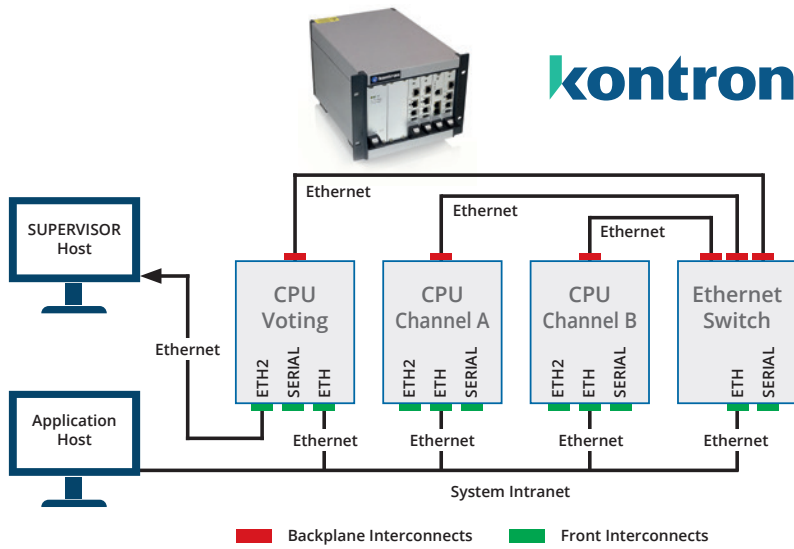 kontron
Ethernet
Ethernet
Ethernet
SUPERVISOR
Host
CPU
Voting
CPU
Channel A
CPU
Channel B
Ethernet
Switch
Ethernet
ETH2
SERIAL
ETH
ETH2
ETH
SERIAL
ETH2
ETH
SERIAL
ETH
SERIAL
Application
Host
Ethernet
Ethernet
Ethernet
Ethernet
System Intranet
Backplane Interconnects
Front Interconnects